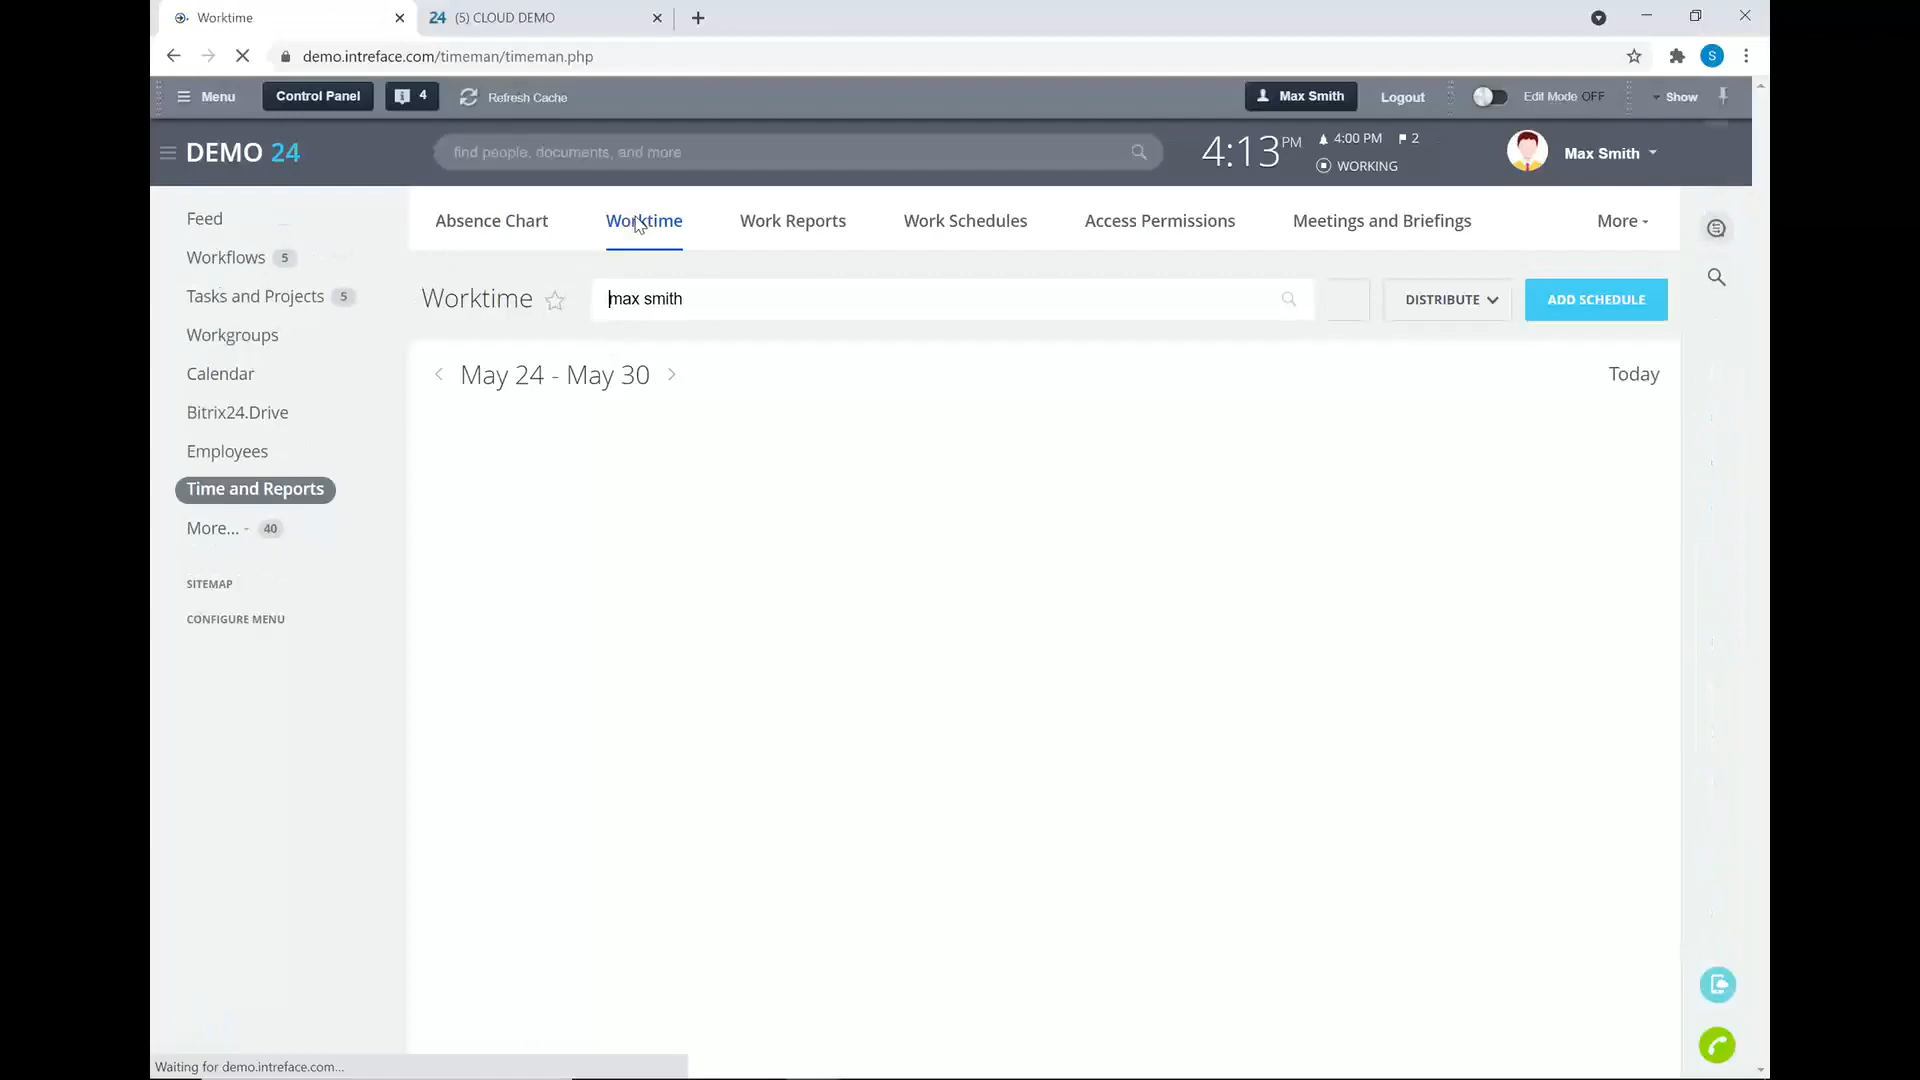 Worktime
24 (5) CLOUD DEMO
demo.intreface.com/timeman/timeman.php
S
Menu
Control Panel
4
Refresh Cache
Max Smith
Logout
Edit Mode OFF
Show
DEMO 24
find people, documents, and more
4:13 PM
4:00 PM
2
WORKING
Max Smith
Feed
Workflows 5
Tasks and Projects 5
Workgroups
Calendar
Bitrix24.Drive
Employees
Time and Reports
More... - 40
SITEMAP
CONFIGURE MENU
Absence Chart
Worktime
Work Reports
Work Schedules
Access Permissions
Meetings and Briefings
More -
Worktime
max smith
DISTRIBUTE
ADD SCHEDULE
May 24 - May 30
Today
Waiting for demo.intreface.com...